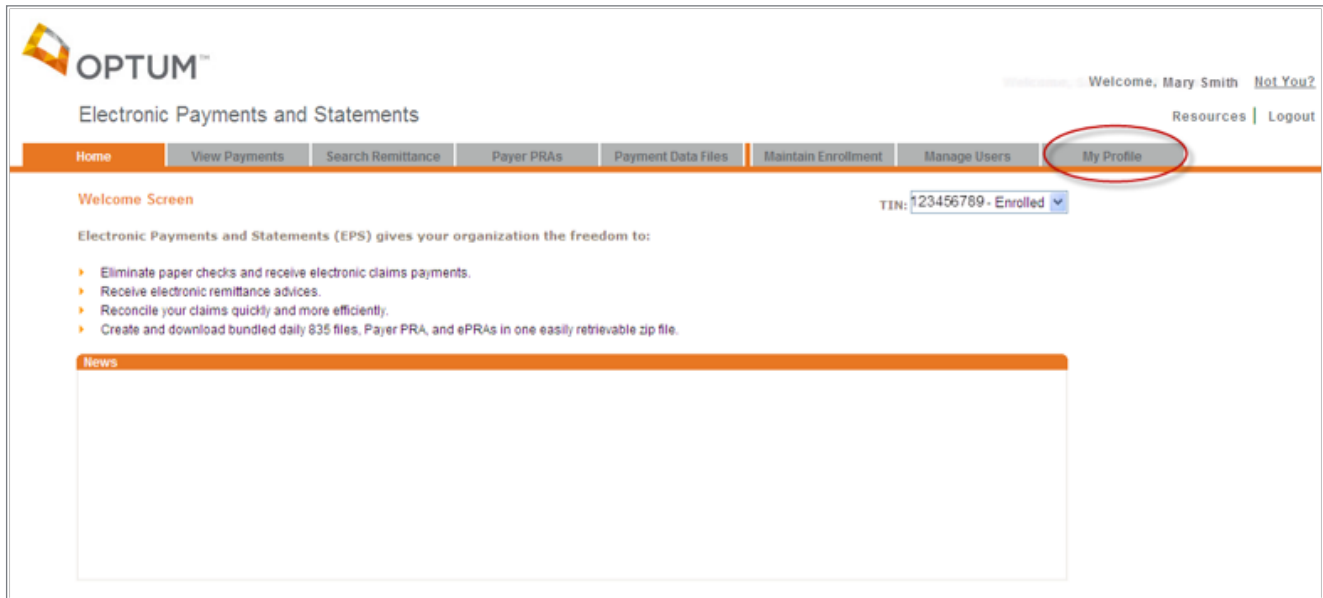 OPTUM™
Welcome, Mary Smith Not You?
Electronic Payments and Statements
Resources | Logout
Home View Payments Search Remittance Payer PRAs Payment Data Files Maintain Enrollment Manage Users My Profile
Welcome Screen
TIN: 123456789 - Enrolled
Electronic Payments and Statements (EPS) gives your organization the freedom to:
Eliminate paper checks and receive electronic claims payments.
Receive electronic remittance advices.
Reconcile your claims quickly and more efficiently.
Create and download bundled daily 835 files, Payer PRA, and ePRAs in one easily retrievable zip file.
News